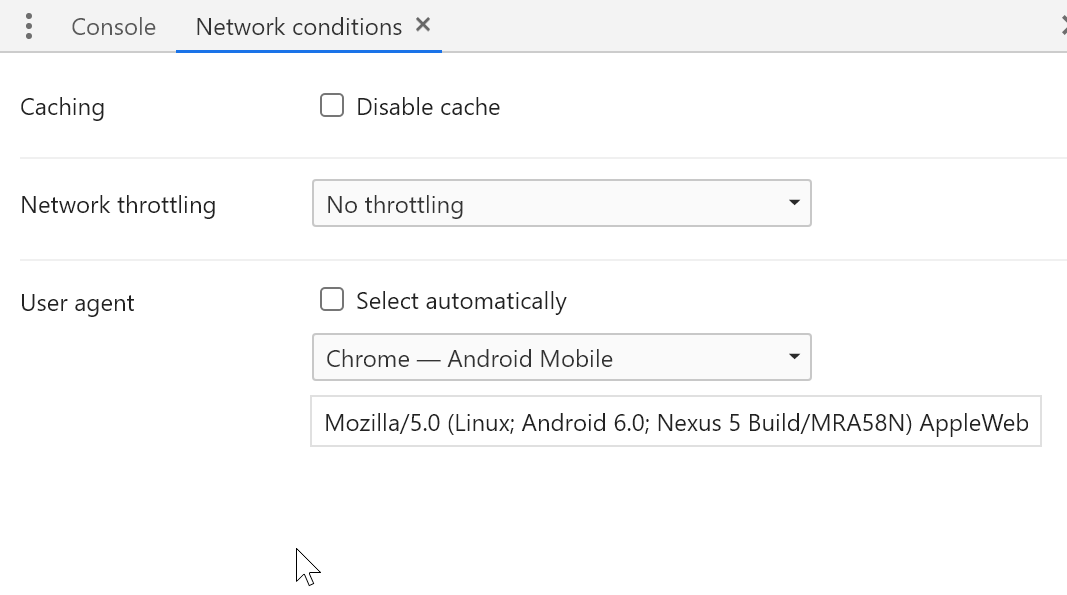 Console Network conditions
Caching Disable cache
Network throttling No throttling
User agent Select automatically
Chrome — Android Mobile
Mozilla/5.0 (Linux; Android 6.0; Nexus 5 Build/MRA58N) AppleWeb